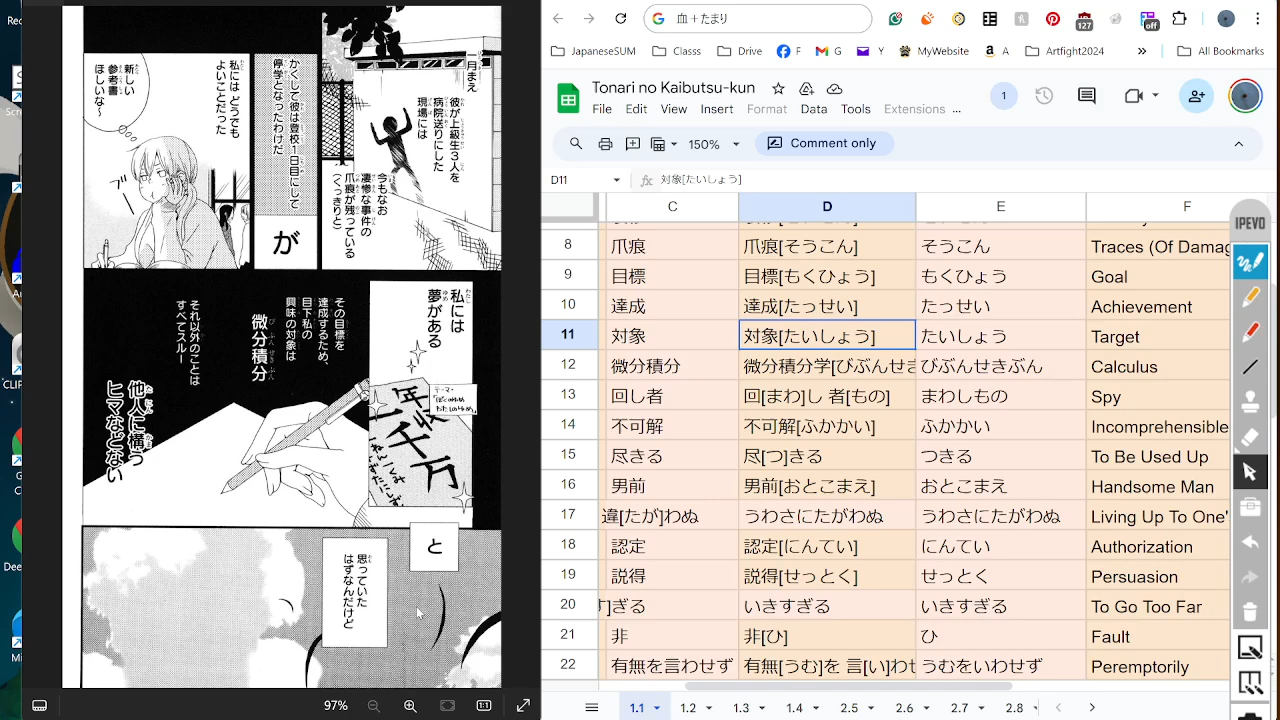 一月まえ
彼が上級生3人を
病院送りにした
現場には
今もなお
凄惨な事件の
爪痕が残っている
(くっきりと)
かくして彼は登校1日目にして
停学となったわけだ
が
私には どうでも
よいことだった
新しい
参考書
ほしいな〜
ブー
私には
夢がある
テーマ・
年収
一千万
その目標を
達成するため、
目下私の
興味の対象は
微分積分
それ以外のことは
すべてスルー
他人に構う
ヒマなどない
と
思っていた
はずなんだけど
97%
1:1
血 + たまり
127
off
JapaneseSUM
Classs
Drive
F
G
Y
MyWebsite
A
Artfight2024
»
All Bookmarks
Tonari no Kaibutsu-kun
1
File Edit View Insert Format Data Tools Extensions ...
150%
Comment only
D11
fx 対象[たいしょう]
C D E F
8 爪痕 爪痕[そうこん] そうこん Traces (Of Damag
9 目標 目標[もくひょう] もくひょう Goal
10 達成 達成[たっせい] たっせい Achievement
11 対象 対象[たいしょう] たいしょう Target
12 微分積分 微分積分学[びぶんせき びぶんせきぶん Calculus
13 回し者 回[まわ]し 者[もの] まわしもの Spy
14 不可解 不可解[ふかかい] ふかかい Incomprehensible
15 尽きる 尽[つ]きる つきる To Be Used Up
16 男前 男前[おとこまえ] おとこまえ Handsome Man
17 違[たが]わぬ うわさにたがわぬ うわさにたがわぬ Living Up To One'
18 認定 認定[にんてい] にんてい Authorization
19 説得 説得[せっとく] せっとく Persuasion
20 す]ぎる いきすぎる いきすぎる To Go Too Far
21 非 非[ひ] ひ Fault
22 有無を言わせず 有無[うむ]を 言[い]わせ うむをいわせず Peremptorily
1.1 1.2 1.3 1.4 2.5 2.6 2.7 2.8
IPEVO